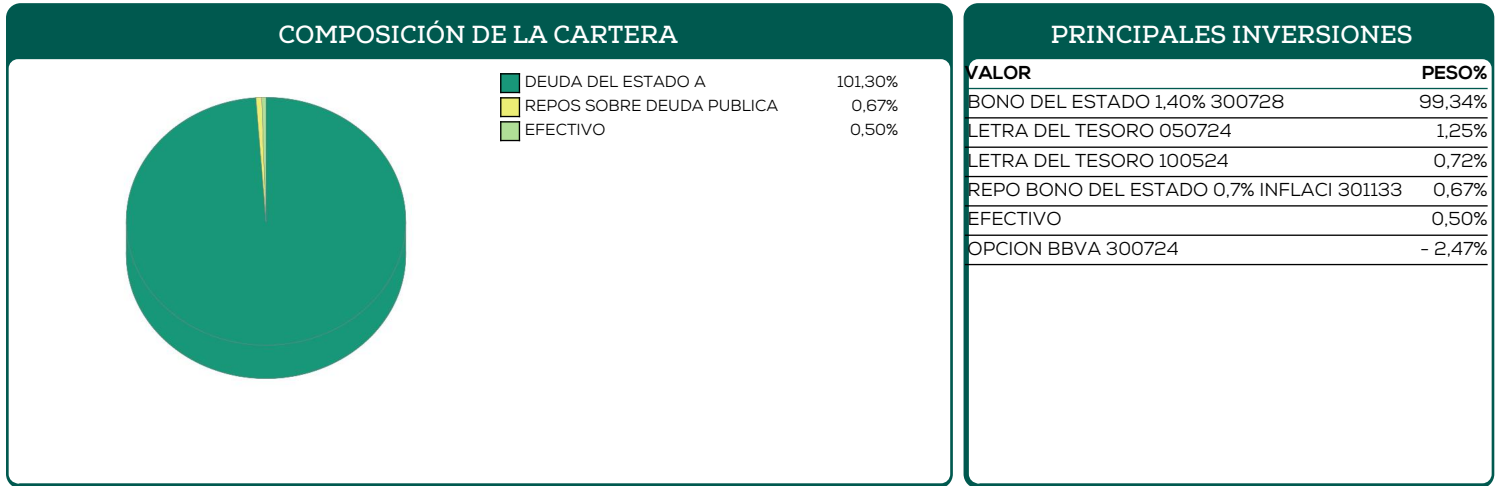 COMPOSICIÓN DE LA CARTERA
DEUDA DEL ESTADO A 101,30%
REPOS SOBRE DEUDA PUBLICA 0,67%
EFECTIVO 0,50%
PRINCIPALES INVERSIONES
VALOR PESO%
BONO DEL ESTADO 1,40% 300728 99,34%
LETRA DEL TESORO 050724 1,25%
LETRA DEL TESORO 100524 0,72%
REPO BONO DEL ESTADO 0,7% INFLACI 301133 0,67%
EFECTIVO 0,50%
OPCION BBVA 300724 - 2,47%